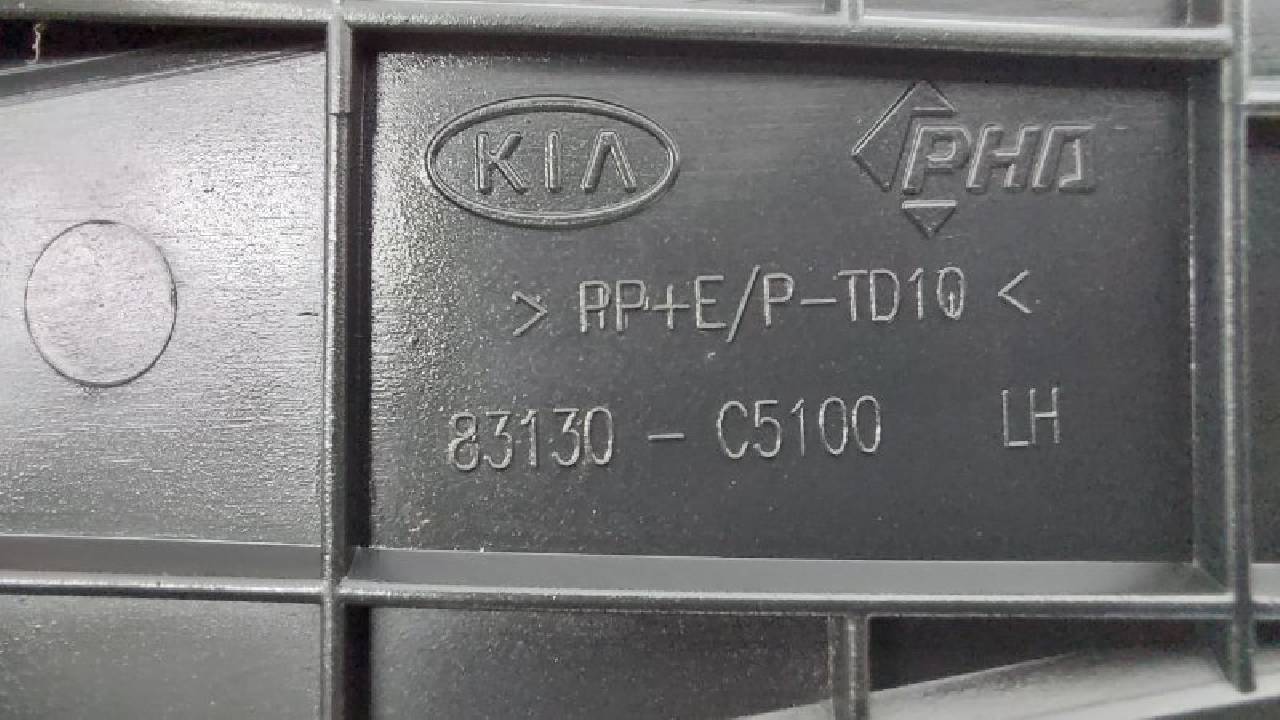 KIA PHA
> PP+E/P-TD10 <
83130 - C5100 LH